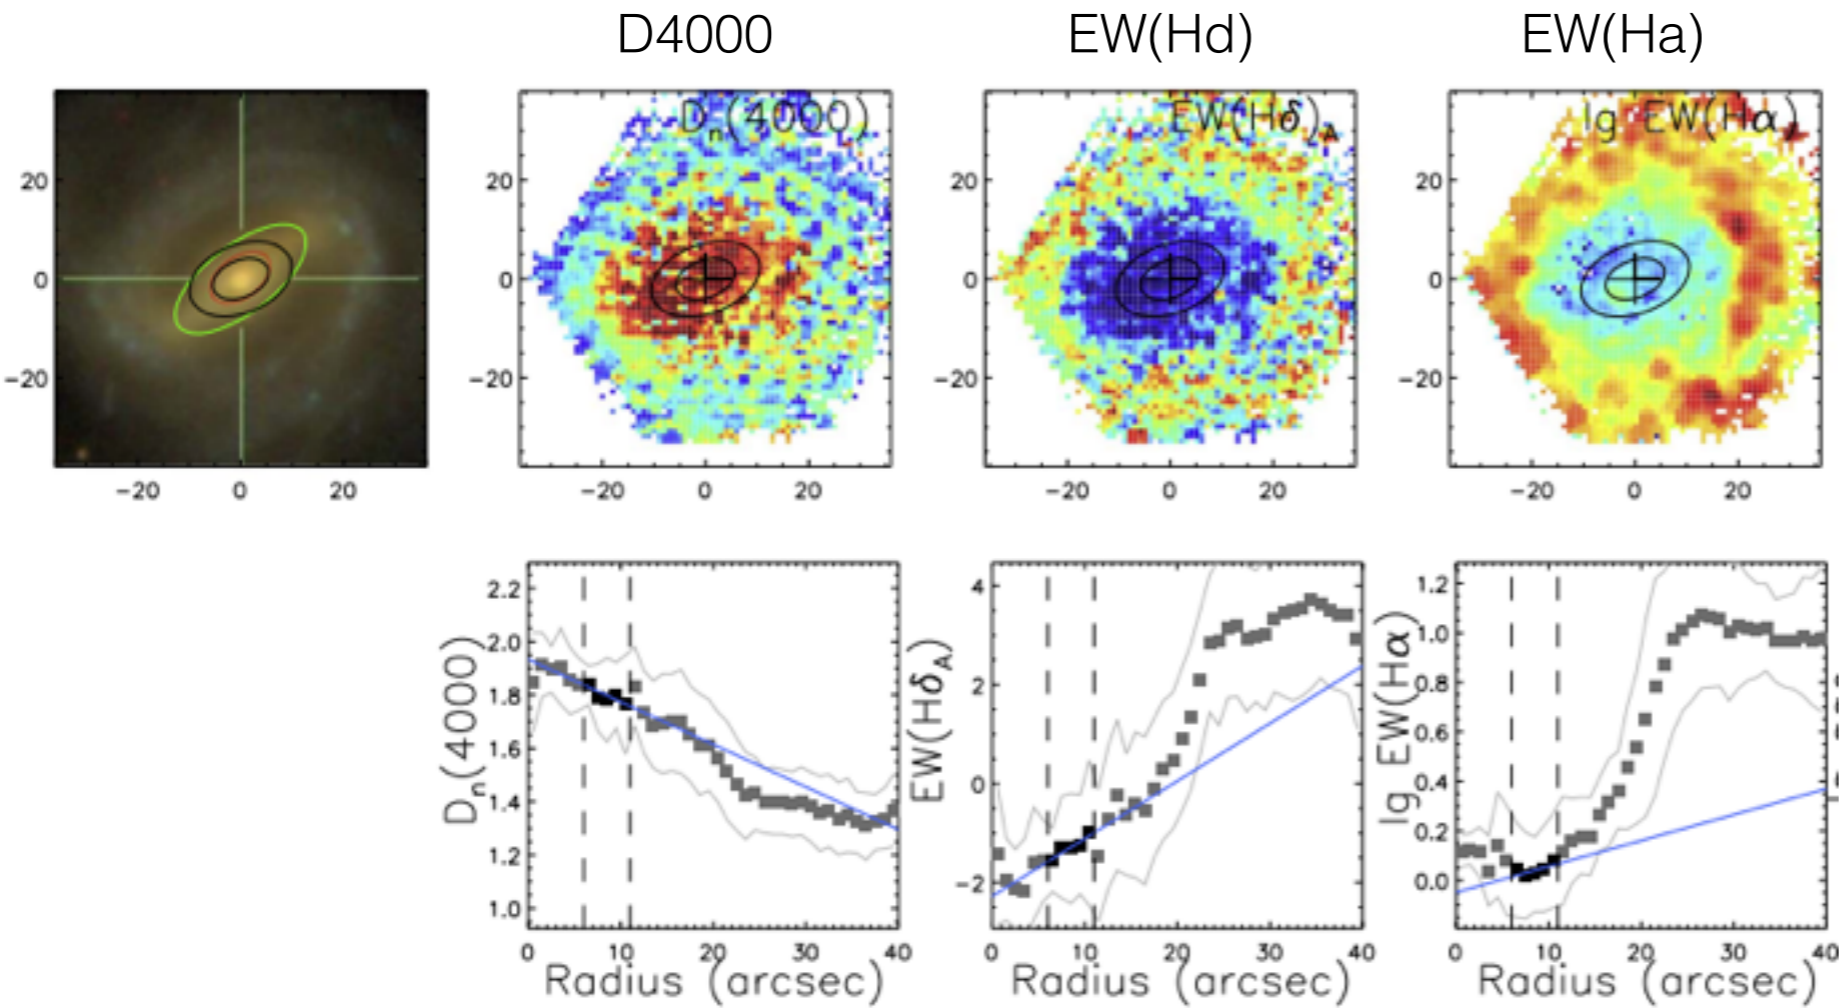 D4000 EW(Hd) EW(Ha)
Dn(4000) EW(Hδ)A lg EW(Hα)
20 20 20 20
0 0 0 0
−20 −20 −20 −20
−20 0 20 −20 0 20 −20 0 20 −20 0 20
Dn(4000)
2.2
2.0
1.8
1.6
1.4
1.2
1.0
0 10 20 30 40
Radius (arcsec)
EW(HδA)
4
2
0
−2
0 10 20 30 40
Radius (arcsec)
lg EW(Hα)
1.2
1.0
0.8
0.6
0.4
0.2
0.0
0 10 20 30 40
Radius (arcsec)